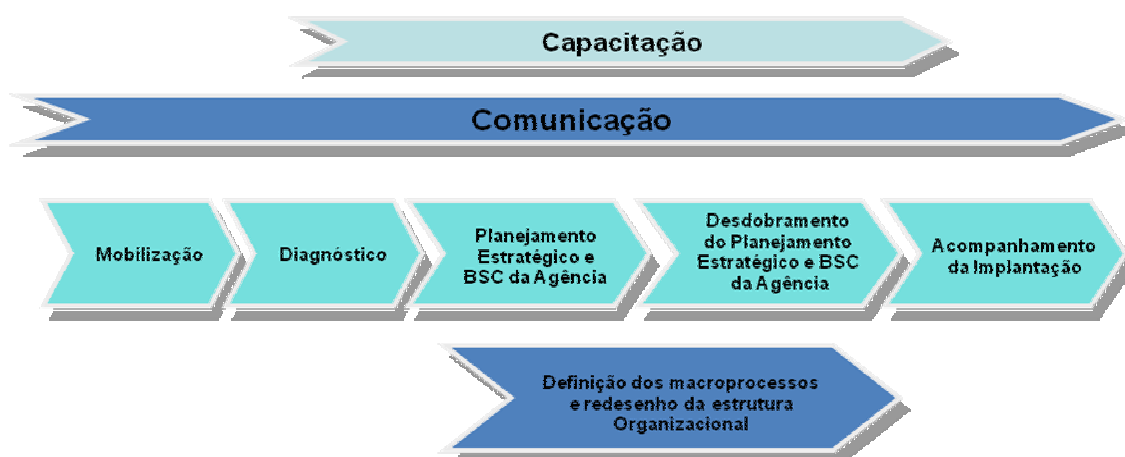 Capacitação
Comunicação
Mobilização
Diagnóstico
Planejamento
Estratégico e
BSC da Agência
Desdobramento
do Planejamento
Estratégico e BSC
da Agência
Acompanhamento
da Implantação
Definição dos macroprocessos
e redesenho da estrutura
Organizacional